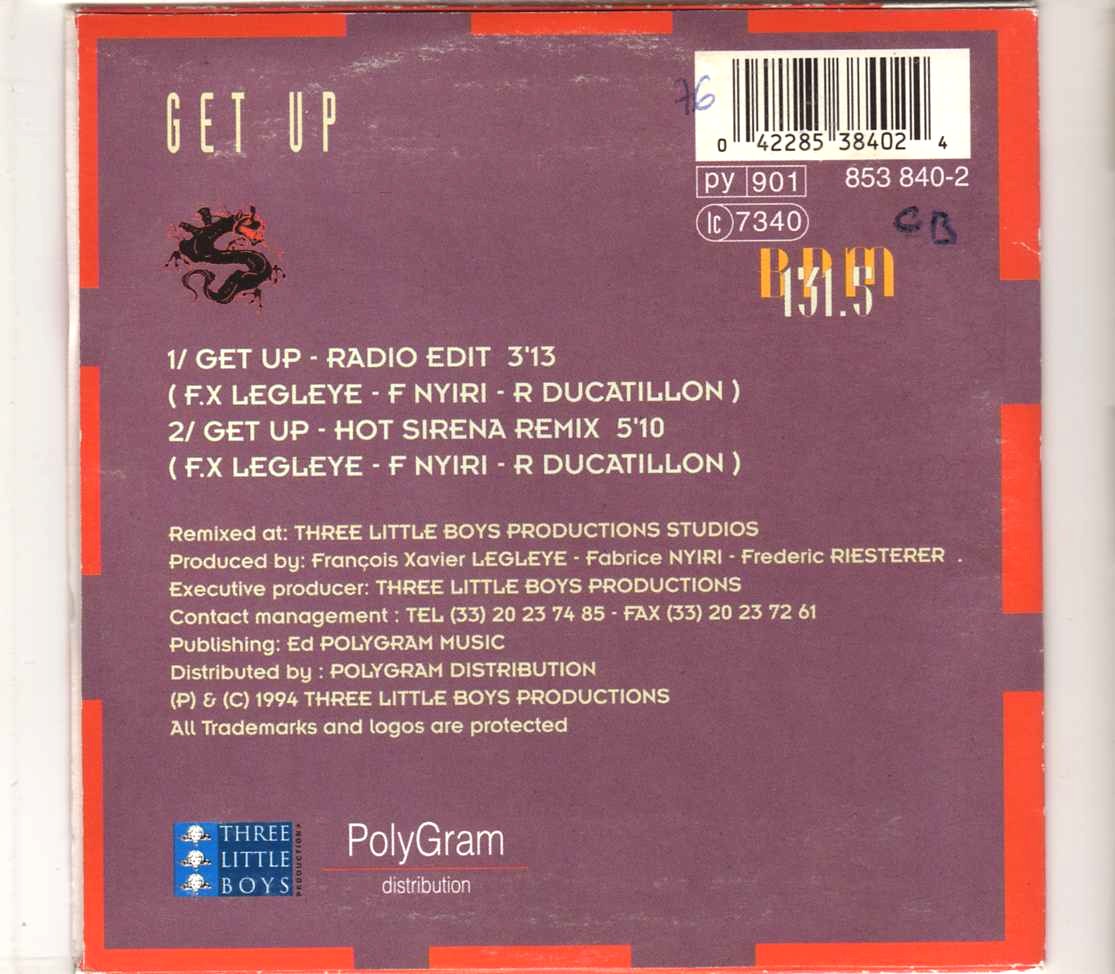 GET UP
76
0 42285 38402 4
py 901 853 840-2
lc 7340
CB
BPM
131.5
1/ GET UP - RADIO EDIT 3'13
( F.X LEGLEYE - F NYIRI - R DUCATILLON )
2/ GET UP - HOT SIRENA REMIX 5'10
( F.X LEGLEYE - F NYIRI - R DUCATILLON )
Remixed at: THREE LITTLE BOYS PRODUCTIONS STUDIOS
Produced by: François Xavier LEGLEYE - Fabrice NYIRI - Frederic RIESTERER .
Executive producer: THREE LITTLE BOYS PRODUCTIONS
Contact management : TEL (33) 20 23 74 85 - FAX (33) 20 23 72 61
Publishing: Ed POLYGRAM MUSIC
Distributed by : POLYGRAM DISTRIBUTION
(P) & (C) 1994 THREE LITTLE BOYS PRODUCTIONS
All Trademarks and logos are protected
THREE
LITTLE
BOYS
PRODUCTIONS
PolyGram
distribution